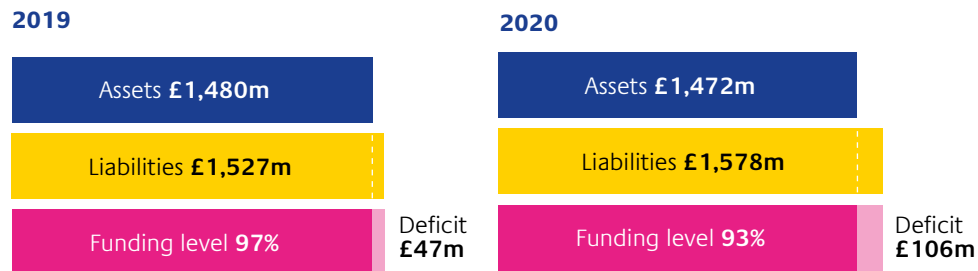 2019
Assets £1,480m
Liabilities £1,527m
Funding level 97%
Deficit
£47m
2020
Assets £1,472m
Liabilities £1,578m
Funding level 93%
Deficit
£106m